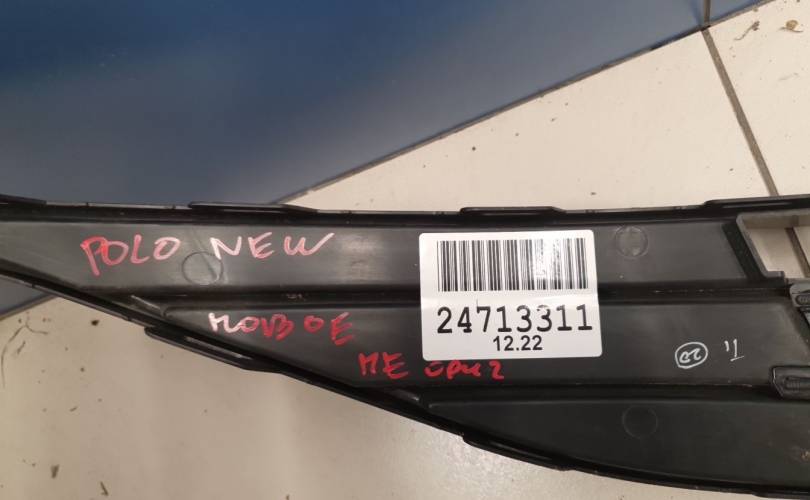 POLO NEW
НОВОЕ
НЕ ориг
24713311
12.22